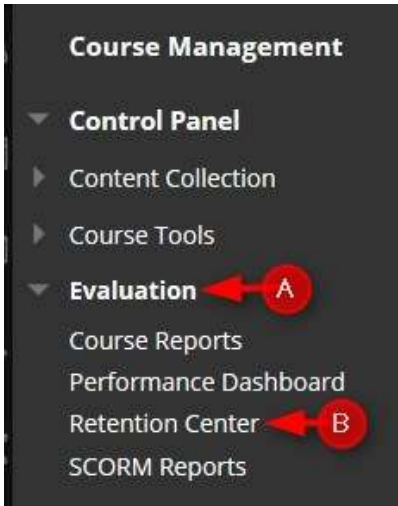 Course Management
Control Panel
Content Collection
Course Tools
Evaluation A
Course Reports
Performance Dashboard
Retention Center B
SCORM Reports